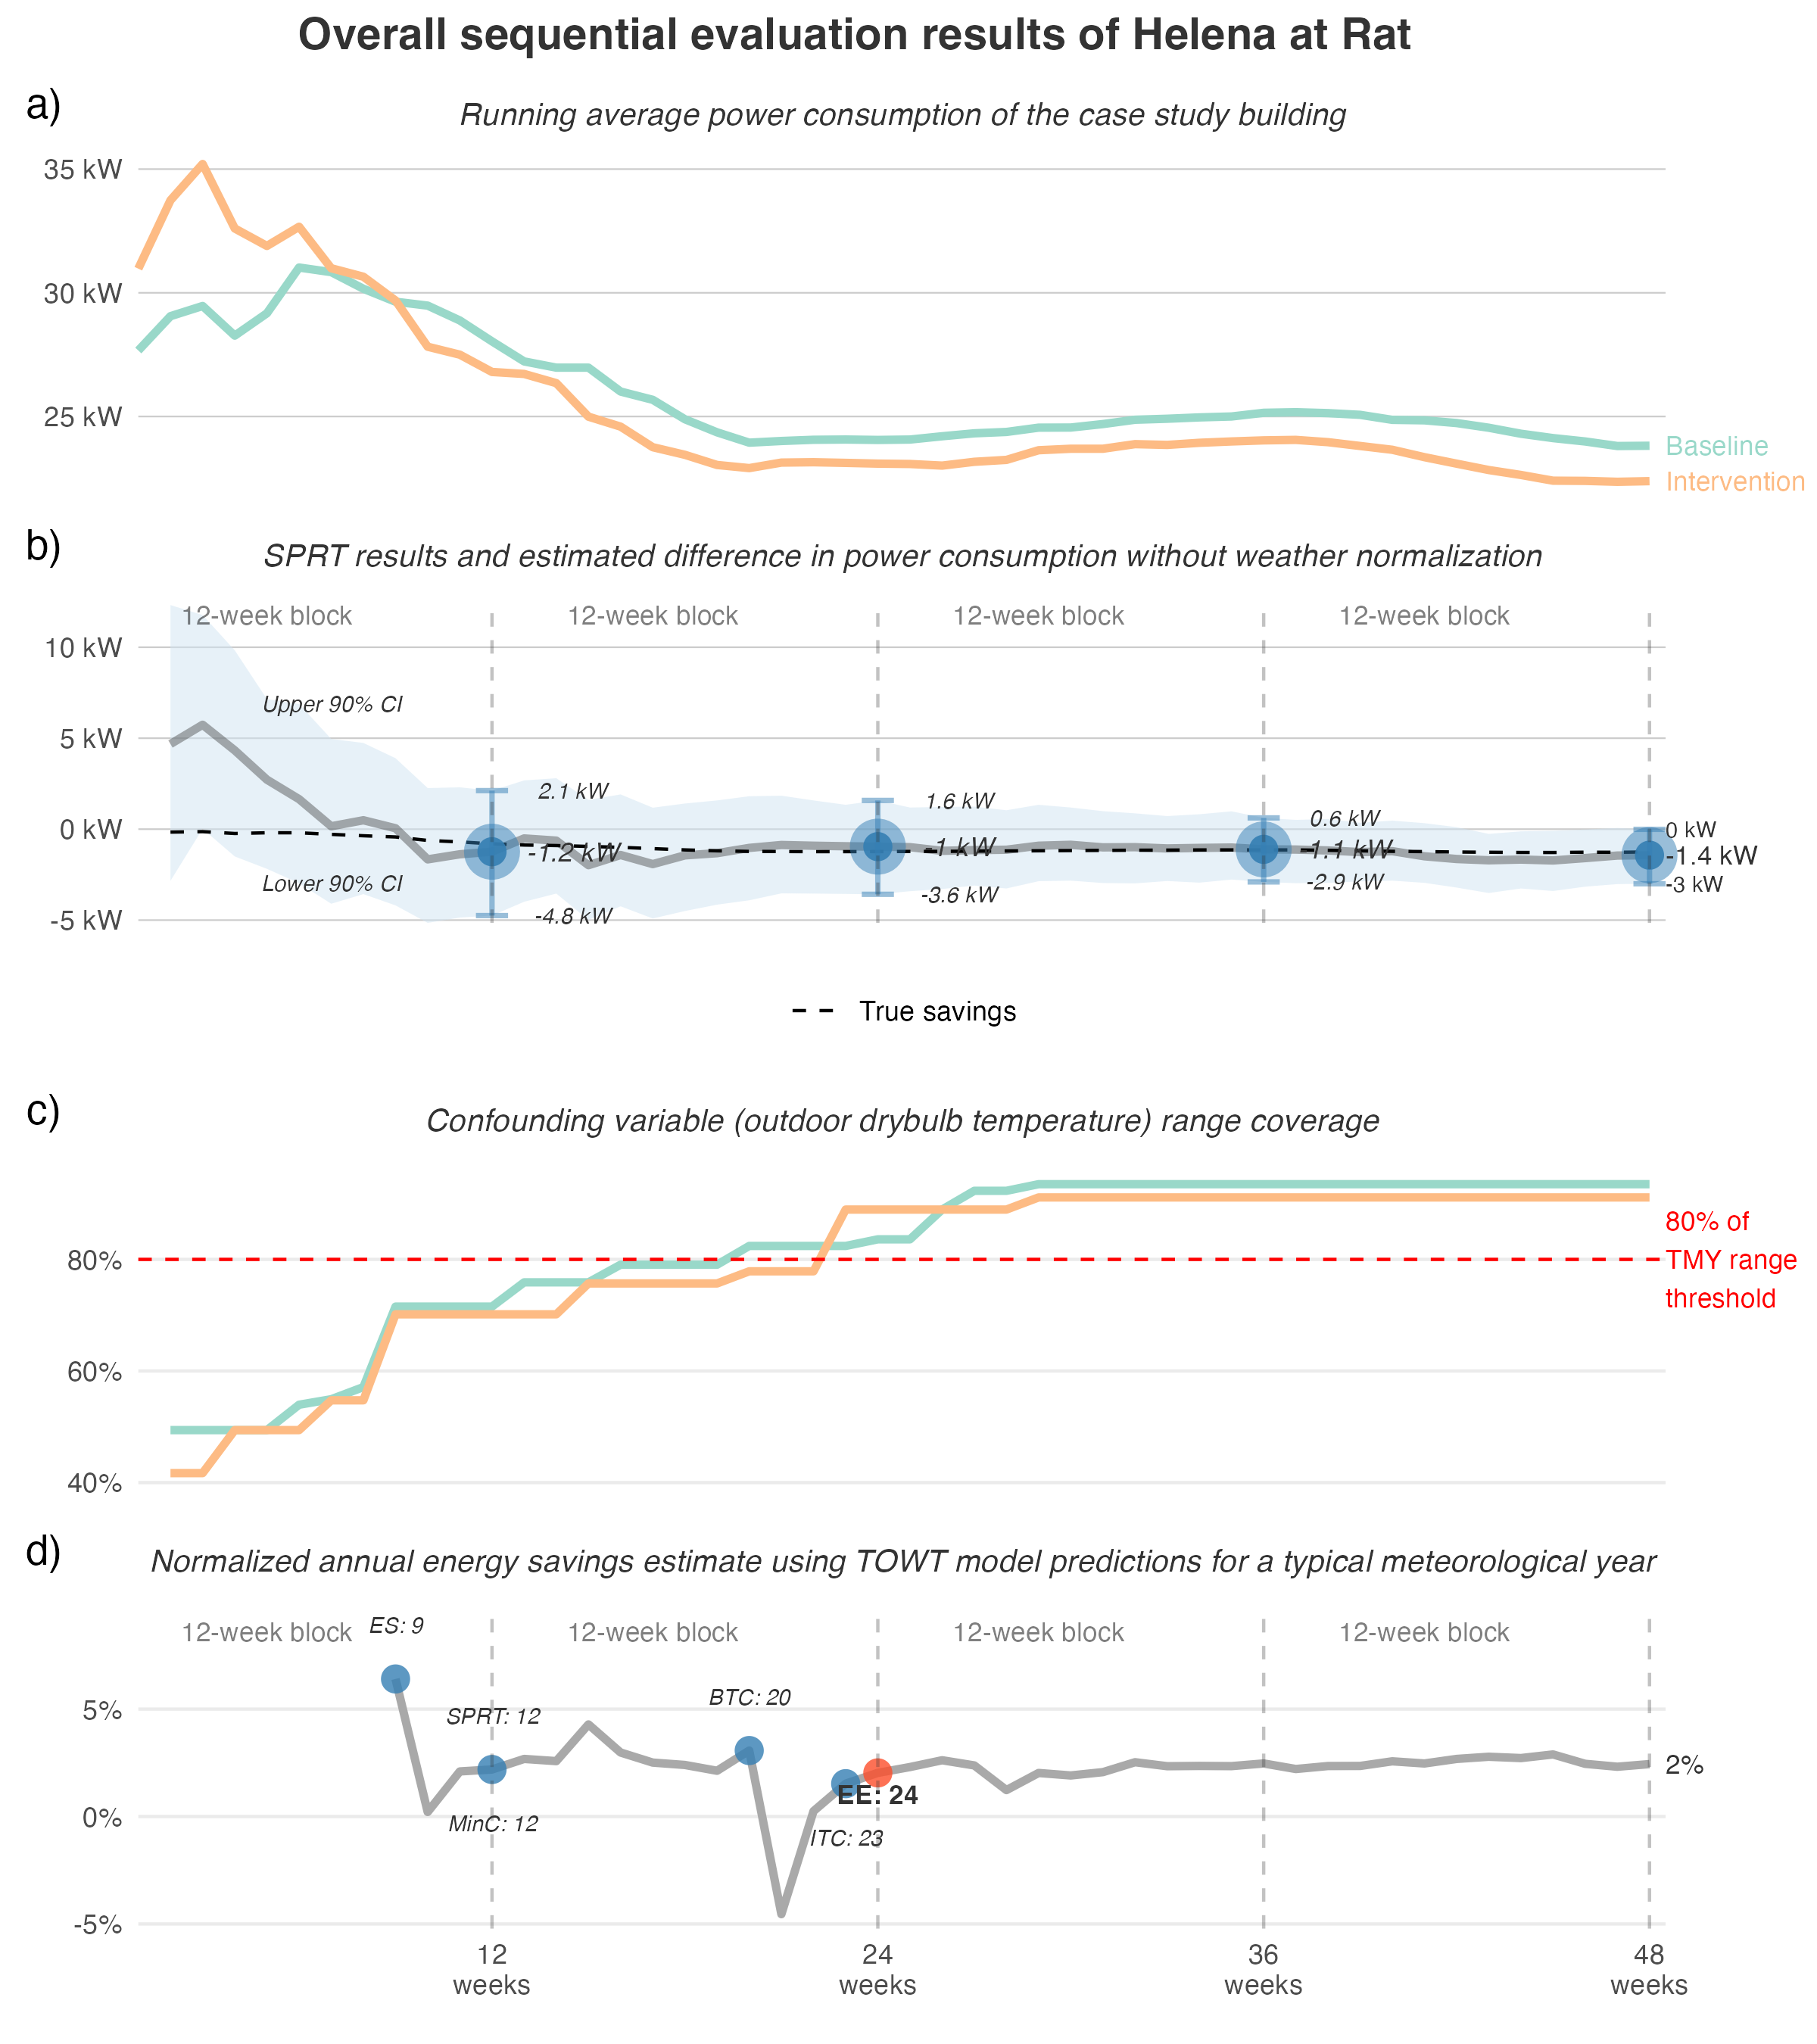 Overall sequential evaluation results of Helena at Rat
a)
Running average power consumption of the case study building
35 kW
30 kW
25 kW
Baseline
Intervention
b)
SPRT results and estimated difference in power consumption without weather normalization
12-week block
12-week block
12-week block
12-week block
10 kW
5 kW
0 kW
-5 kW
Upper 90% CI
Lower 90% CI
2.1 kW
-1.2 kW
-4.8 kW
1.6 kW
-1 kW
-3.6 kW
0.6 kW
-1.1 kW
-2.9 kW
0 kW
-1.4 kW
-3 kW
True savings
c)
Confounding variable (outdoor drybulb temperature) range coverage
80%
60%
40%
80% of
TMY range
threshold
d)
Normalized annual energy savings estimate using TOWT model predictions for a typical meteorological year
12-week block
12-week block
12-week block
12-week block
5%
0%
-5%
ES: 9
SPRT: 12
MinC: 12
BTC: 20
EE: 24
ITC: 23
2%
12
weeks
24
weeks
36
weeks
48
weeks